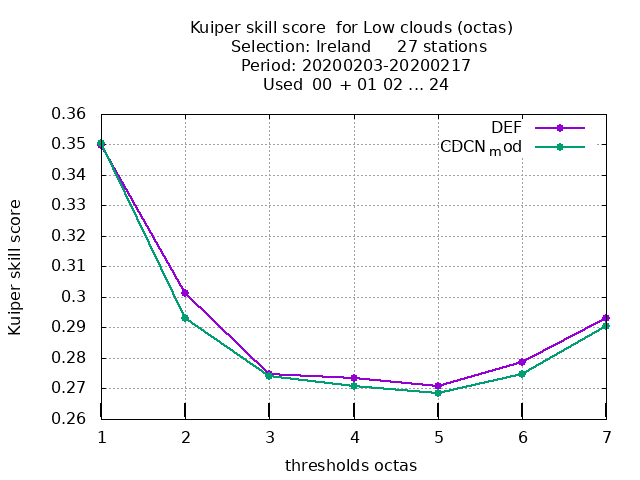 Kuiper skill score  for Low clouds (octas)
Selection: Ireland     27 stations
Period: 20200203-20200217
Used  00 + 01 02 ... 24
DEF
CDCN_mod
0.36
0.35
0.34
0.33
0.32
0.31
0.3
0.29
0.28
0.27
0.26
Kuiper skill score
1 2 3 4 5 6 7
thresholds octas